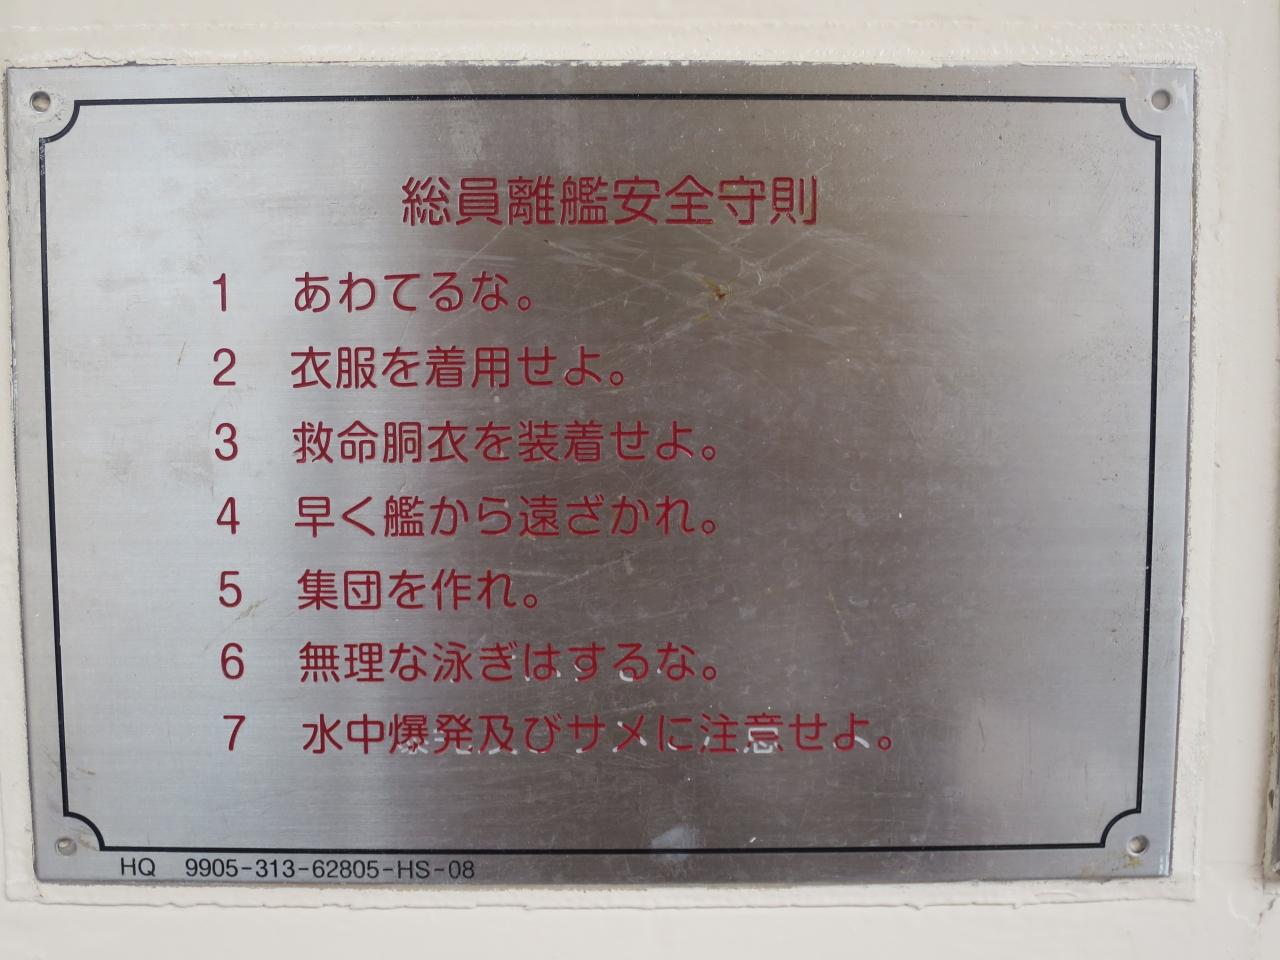 総員離艦安全守則
1 あわてるな。
2 衣服を着用せよ。
3 救命胴衣を装着せよ。
4 早く艦から遠ざかれ。
5 集団を作れ。
6 無理な泳ぎはするな。
7 水中爆発及びサメに注意せよ。
HQ 9905-313-62805-HS-08